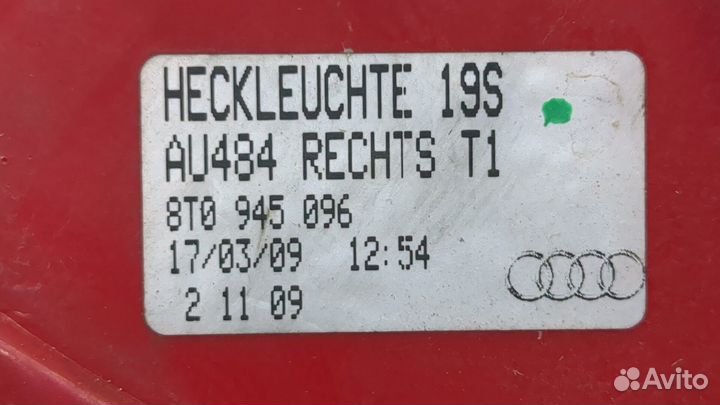 HECKLEUCHTE 19S
AU484 RECHTS T1
8T0 945 096
17/03/09 12:54
2 11 09
Avito